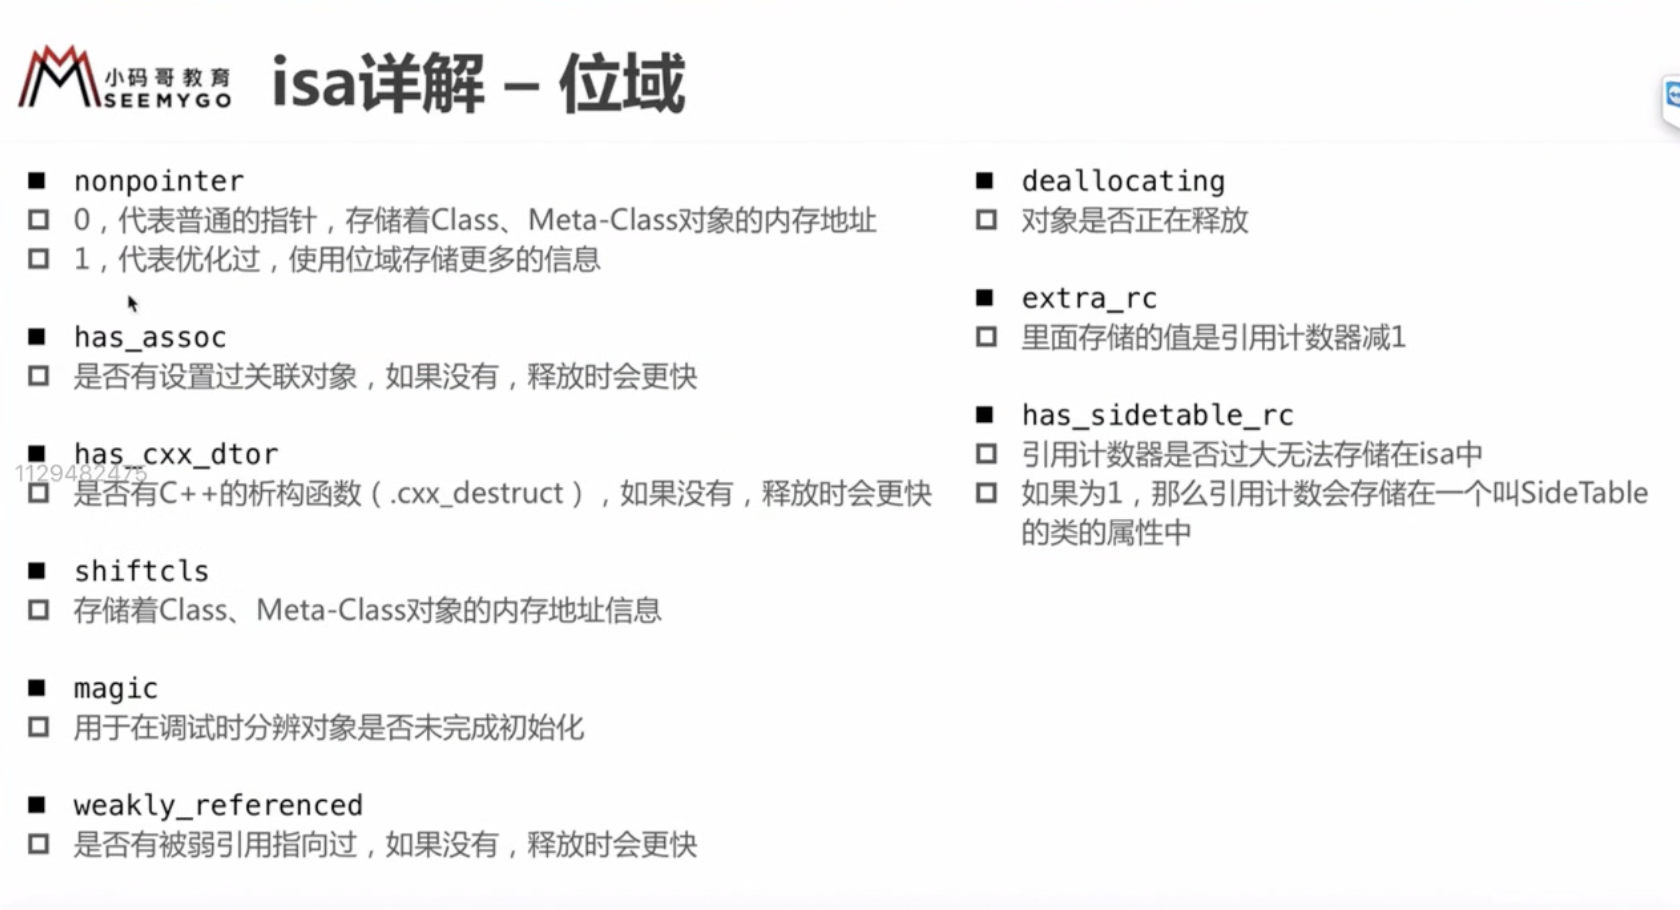 小码哥教育
SEEMYGO
isa详解 – 位域
nonpointer
0，代表普通的指针，存储着Class、Meta-Class对象的内存地址
1，代表优化过，使用位域存储更多的信息
has_assoc
是否有设置过关联对象，如果没有，释放时会更快
has_cxx_dtor
1129482475
是否有C++的析构函数（.cxx_destruct），如果没有，释放时会更快
shiftcls
存储着Class、Meta-Class对象的内存地址信息
magic
用于在调试时分辨对象是否未完成初始化
weakly_referenced
是否有被弱引用指向过，如果没有，释放时会更快
deallocating
对象是否正在释放
extra_rc
里面存储的值是引用计数器减1
has_sidetable_rc
引用计数器是否过大无法存储在isa中
如果为1，那么引用计数会存储在一个叫SideTable
的类的属性中